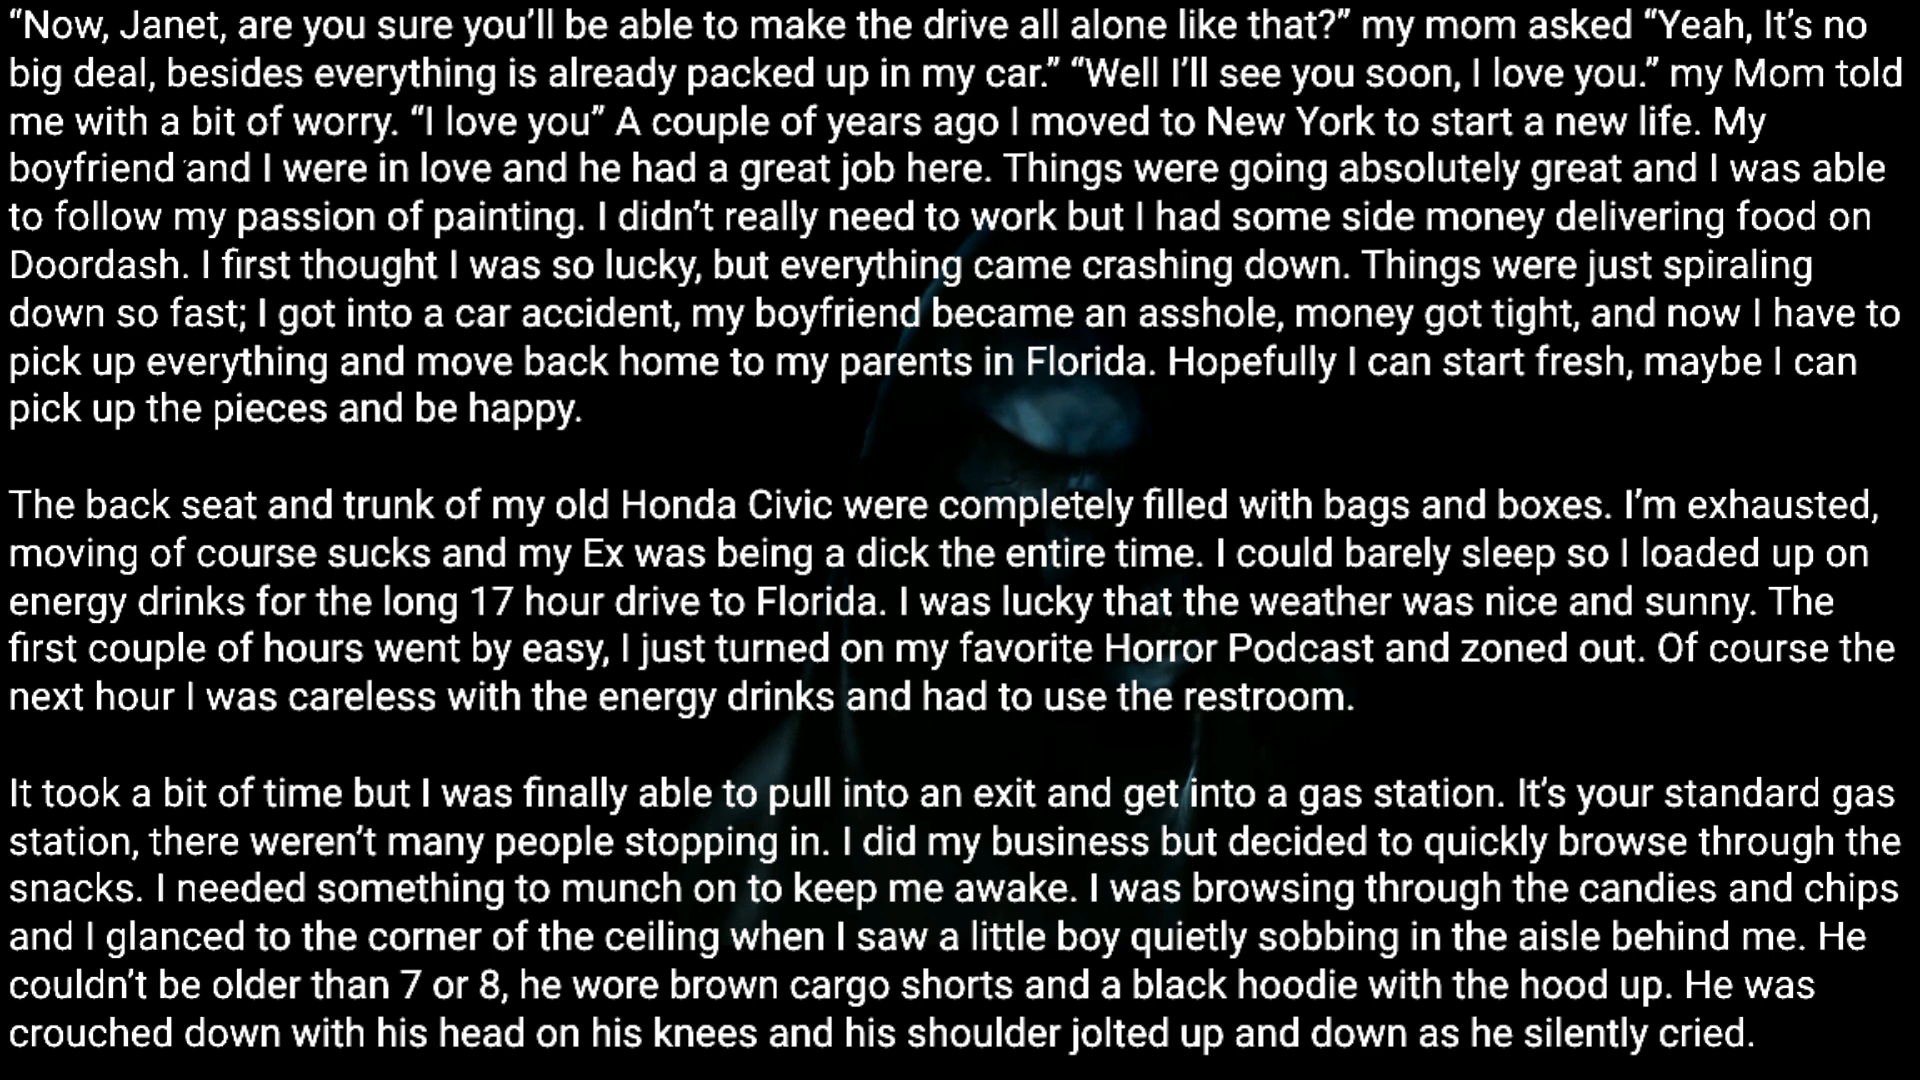 “Now, Janet, are you sure you’ll be able to make the drive all alone like that?” my mom asked “Yeah, It’s no
big deal, besides everything is already packed up in my car.” “Well I’ll see you soon, I love you.” my Mom told
me with a bit of worry. “I love you” A couple of years ago I moved to New York to start a new life. My
boyfriend and I were in love and he had a great job here. Things were going absolutely great and I was able
to follow my passion of painting. I didn’t really need to work but I had some side money delivering food on
Doordash. I first thought I was so lucky, but everything came crashing down. Things were just spiraling
down so fast; I got into a car accident, my boyfriend became an asshole, money got tight, and now I have to
pick up everything and move back home to my parents in Florida. Hopefully I can start fresh, maybe I can
pick up the pieces and be happy.
The back seat and trunk of my old Honda Civic were completely filled with bags and boxes. I’m exhausted,
moving of course sucks and my Ex was being a dick the entire time. I could barely sleep so I loaded up on
energy drinks for the long 17 hour drive to Florida. I was lucky that the weather was nice and sunny. The
first couple of hours went by easy, I just turned on my favorite Horror Podcast and zoned out. Of course the
next hour I was careless with the energy drinks and had to use the restroom.
It took a bit of time but I was finally able to pull into an exit and get into a gas station. It’s your standard gas
station, there weren’t many people stopping in. I did my business but decided to quickly browse through the
snacks. I needed something to munch on to keep me awake. I was browsing through the candies and chips
and I glanced to the corner of the ceiling when I saw a little boy quietly sobbing in the aisle behind me. He
couldn’t be older than 7 or 8, he wore brown cargo shorts and a black hoodie with the hood up. He was
crouched down with his head on his knees and his shoulder jolted up and down as he silently cried.